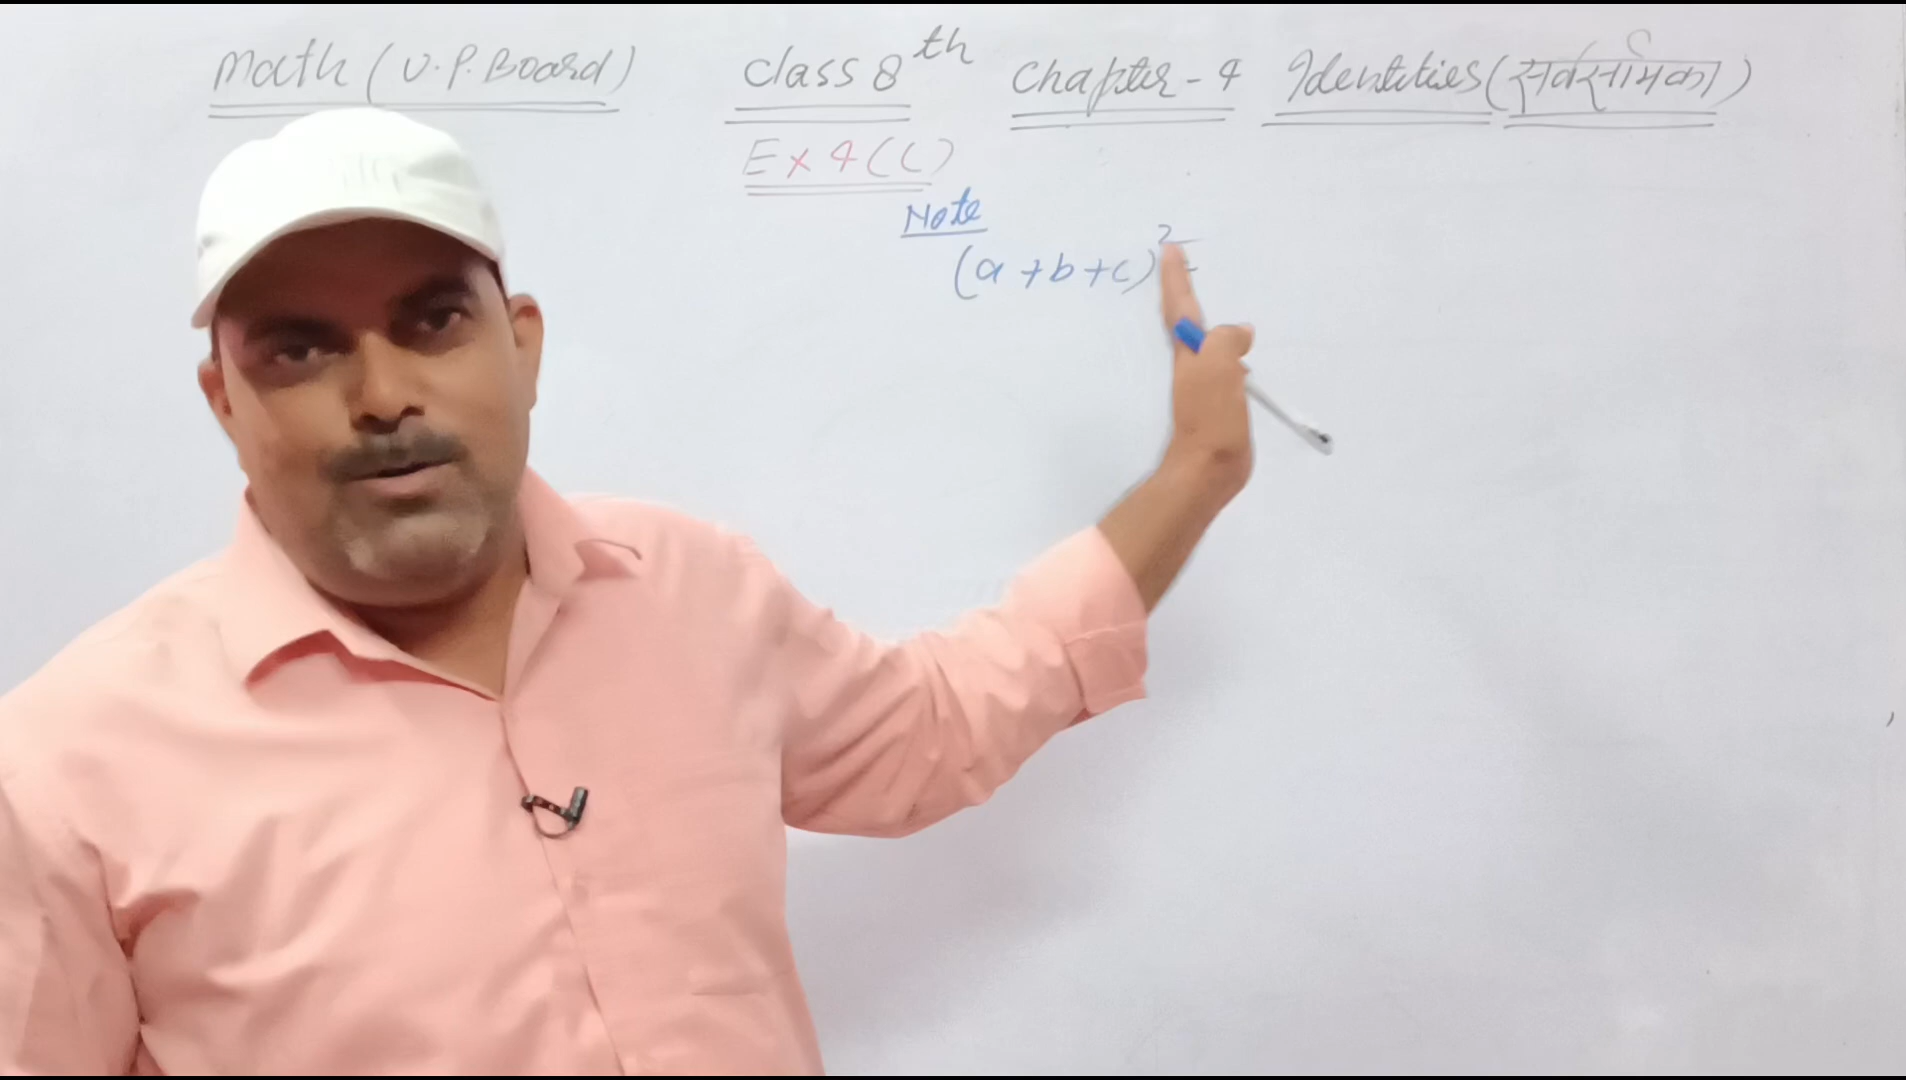 Math (U.P. Board) Class 8th Chapter-4 Identities (सर्वसमिका)
Ex 4(C)
Note
(a+b+c)² =